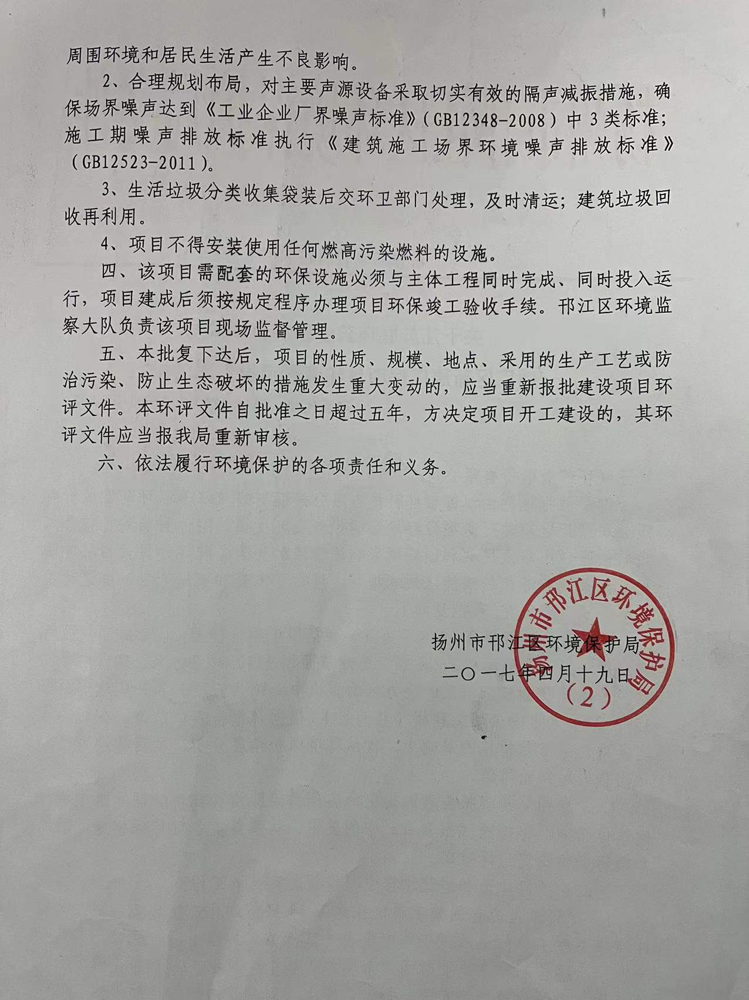 周围环境和居民生活产生不良影响。
2、合理规划布局，对主要声源设备采取切实有效的隔声减振措施，确
保场界噪声达到《工业企业厂界噪声标准》（GB12348-2008）中 3 类标准；
施工期噪声排放标准执行《建筑施工场界环境噪声排放标准》
（GB12523-2011）。
3、生活垃圾分类收集袋装后交环卫部门处理，及时清运；建筑垃圾回
收再利用。
4、项目不得安装使用任何燃高污染燃料的设施。
四、该项目需配套的环保设施必须与主体工程同时完成、同时投入运
行，项目建成后须按规定程序办理项目环保竣工验收手续。邗江区环境监
察大队负责该项目现场监督管理。
五、本批复下达后，项目的性质、规模、地点、采用的生产工艺或防
治污染、防止生态破坏的措施发生重大变动的，应当重新报批建设项目环
评文件。本环评文件自批准之日超过五年，方决定项目开工建设的，其环
评文件应当报我局重新审核。
六、依法履行环境保护的各项责任和义务。
扬州市邗江区环境保护局
二〇一七年四月十九日
扬州市邗江区环境保护局
（2）